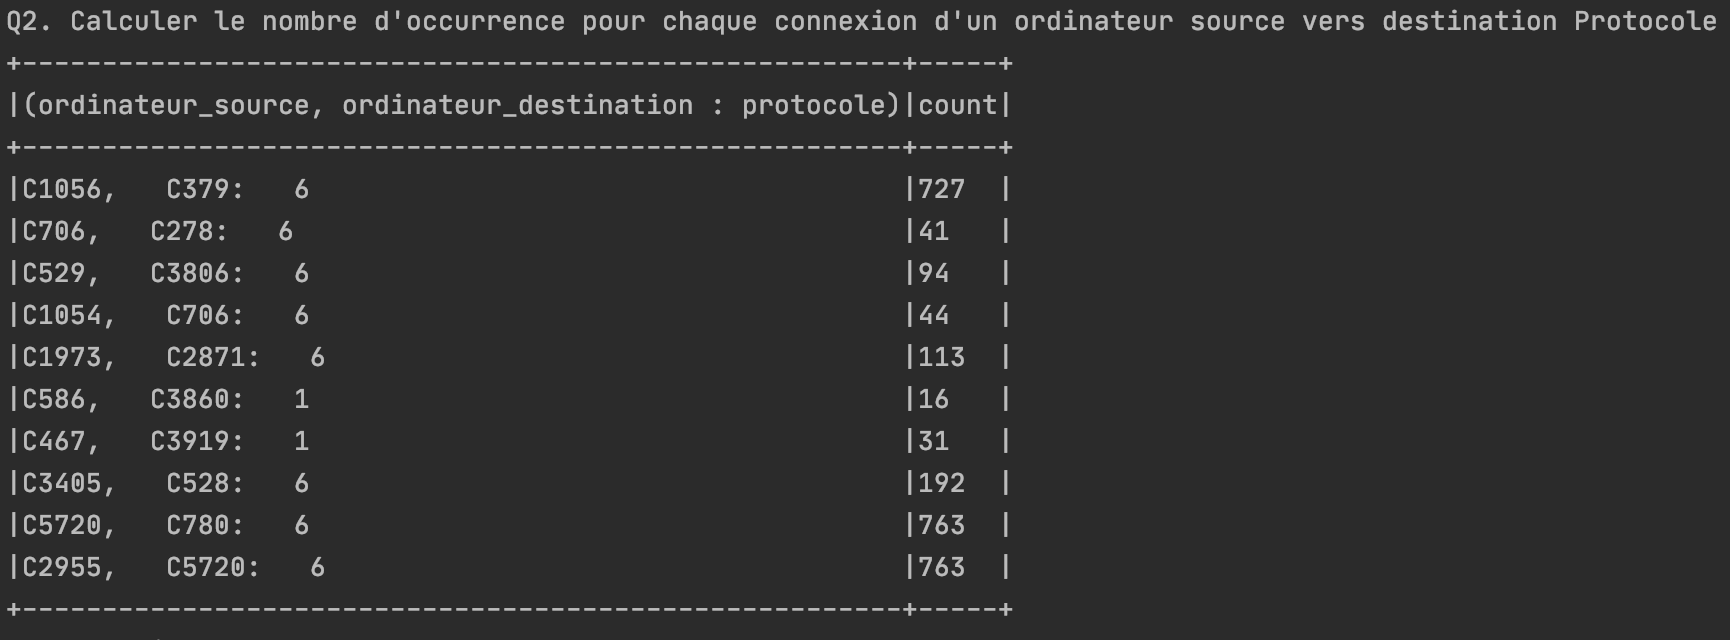 Q2. Calculer le nombre d'occurrence pour chaque connexion d'un ordinateur source vers destination Protocole
+-------------------------------------------------------+-----+
|(ordinateur_source, ordinateur_destination : protocole)|count|
+-------------------------------------------------------+-----+
|C1056,   C379:   6                                     |727  |
|C706,   C278:   6                                      |41   |
|C529,   C3806:   6                                     |94   |
|C1054,   C706:   6                                     |44   |
|C1973,   C2871:   6                                    |113  |
|C586,   C3860:   1                                     |16   |
|C467,   C3919:   1                                     |31   |
|C3405,   C528:   6                                     |192  |
|C5720,   C780:   6                                     |763  |
|C2955,   C5720:   6                                    |763  |
+-------------------------------------------------------+-----+